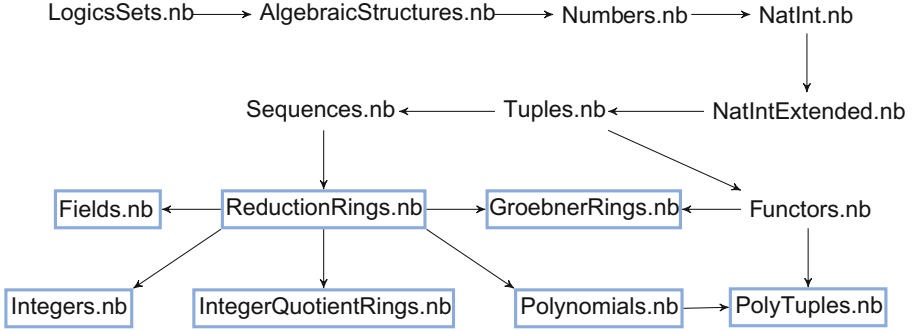 LogicsSets.nb AlgebraicStructures.nb Numbers.nb NatInt.nb
Sequences.nb Tuples.nb NatIntExtended.nb
Fields.nb ReductionRings.nb GroebnerRings.nb Functors.nb
Integers.nb IntegerQuotientRings.nb Polynomials.nb PolyTuples.nb